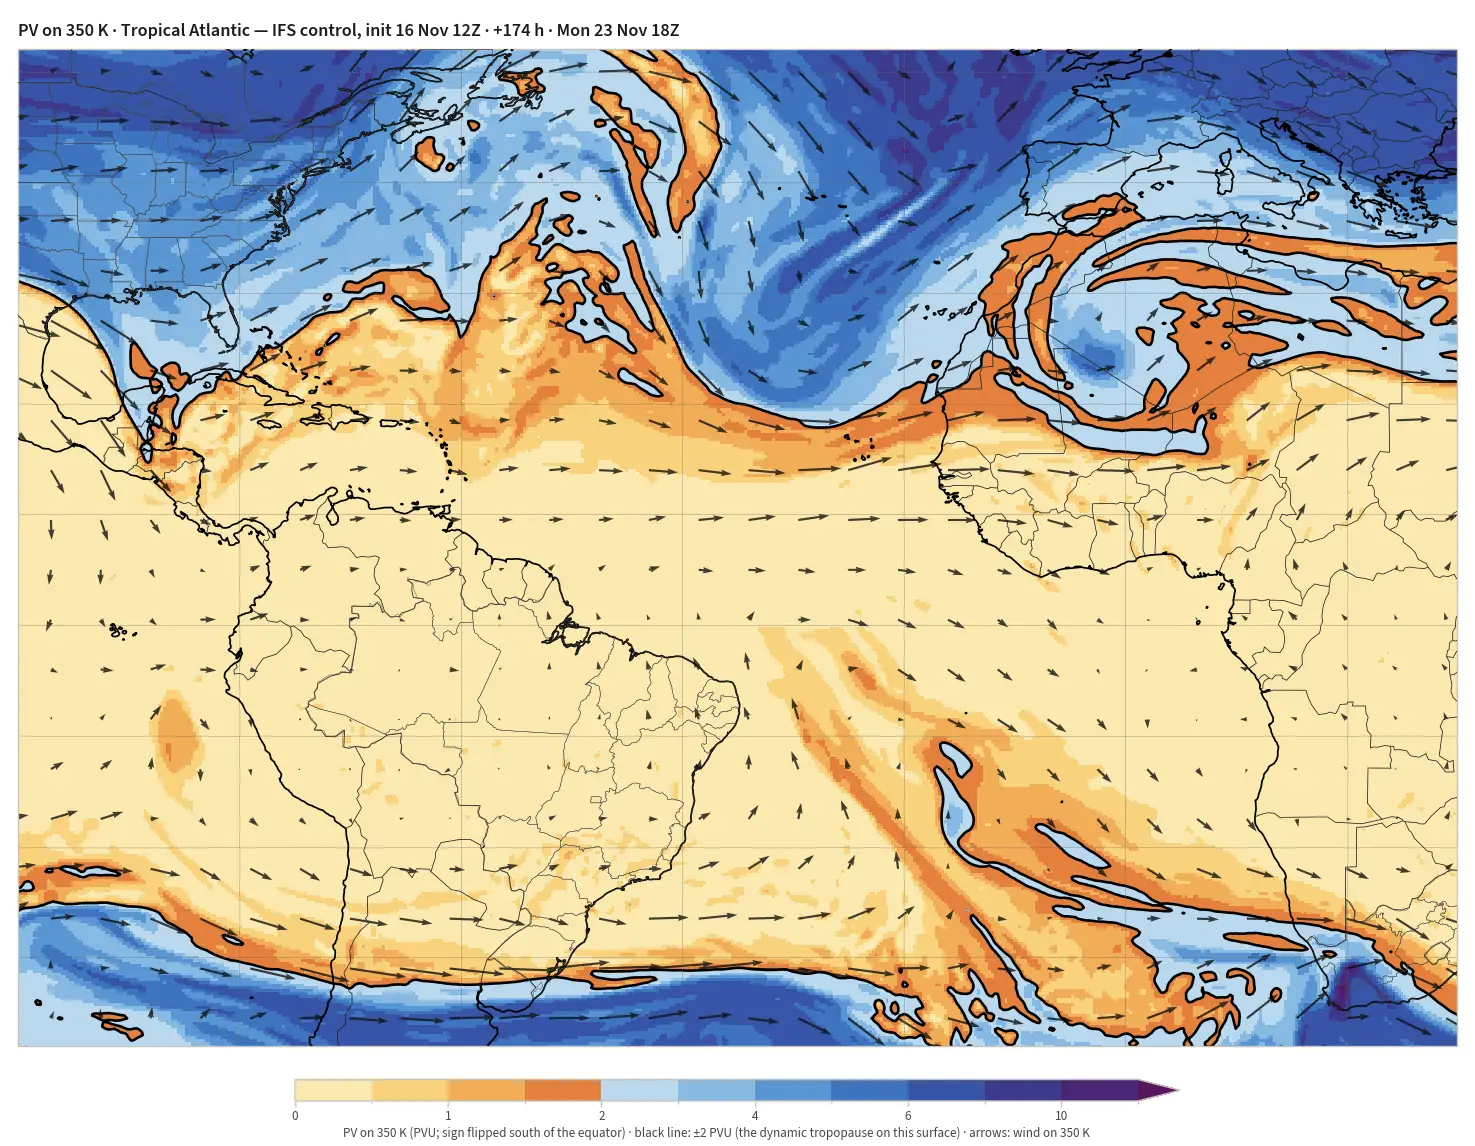 PV on 350 K · Tropical Atlantic — IFS control, init 16 Nov 12Z · +174 h · Mon 23 Nov 18Z
0 1 2 4 6 10
PV on 350 K (PVU; sign flipped south of the equator) · black line: ±2 PVU (the dynamic tropopause on this surface) · arrows: wind on 350 K